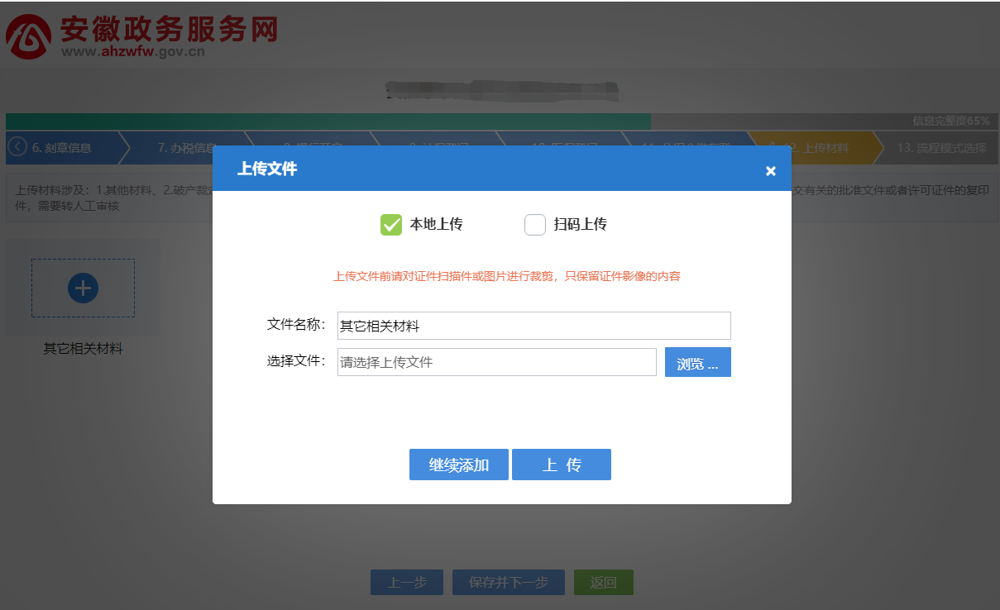 安徽政务服务网
www.ahzwfw.gov.cn
信息完整度65%
6. 刻章信息
7. 办税信息
12. 上传材料
13. 流程模式选择
上传材料涉及：1.其他材料、2.破产裁定
交有关的批准文件或者许可证件的复印
件，需要转人工审核
上传文件
×
本地上传
扫码上传
上传文件前请对证件扫描件或图片进行裁剪，只保留证件影像的内容
其它相关材料
文件名称：
其它相关材料
选择文件：
请选择上传文件
浏览 ...
继续添加
上 传
上一步
保存并下一步
返回